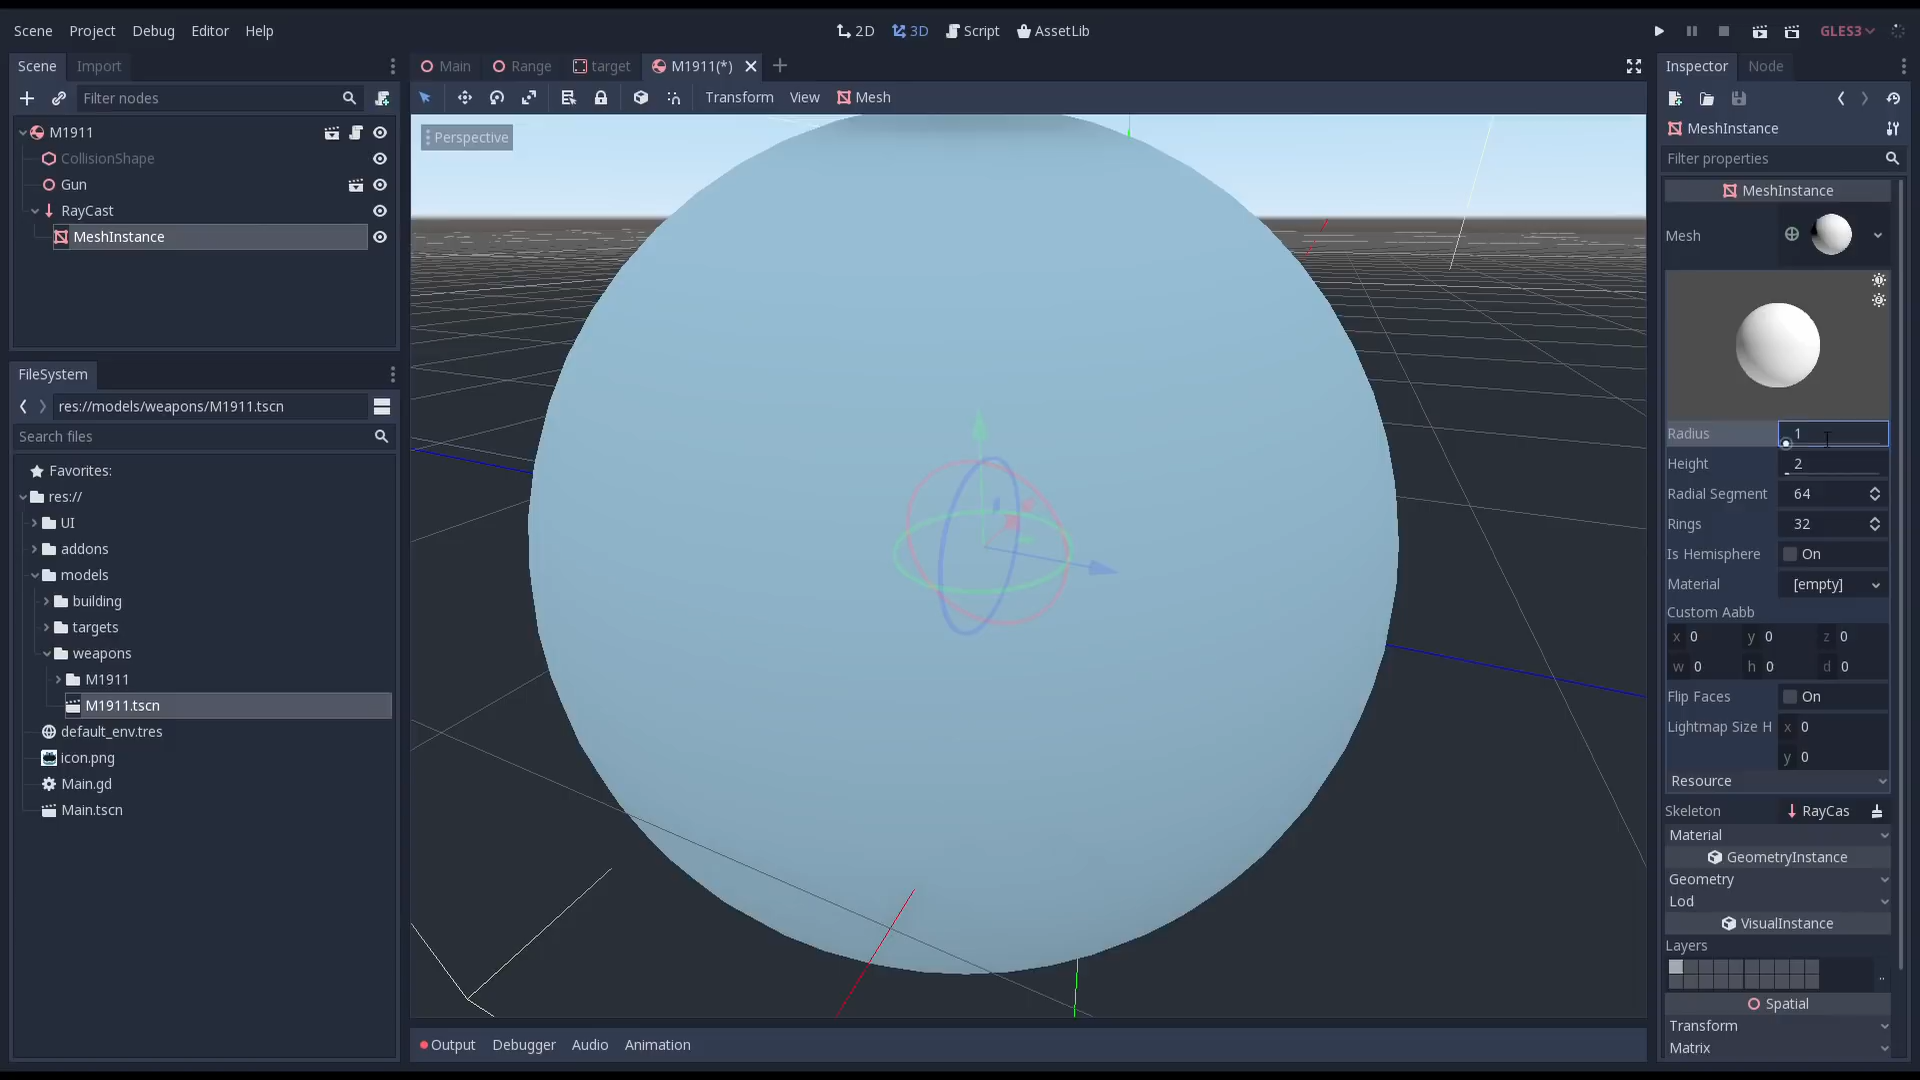 Scene Project Debug Editor Help
2D 3D Script AssetLib
GLES3
Scene Import
Filter nodes
M1911
CollisionShape
Gun
RayCast
MeshInstance
FileSystem
res://models/weapons/M1911.tscn
Search files
Favorites:
res://
UI
addons
models
building
targets
weapons
M1911
M1911.tscn
default_env.tres
icon.png
Main.gd
Main.tscn
Main Range target M1911(*)
Transform View Mesh
Perspective
Output Debugger Audio Animation
Inspector Node
MeshInstance
Filter properties
MeshInstance
Mesh
Radius 1
Height 2
Radial Segment 64
Rings 32
Is Hemisphere On
Material [empty]
Custom Aabb
x 0 y 0 z 0
w 0 h 0 d 0
Flip Faces On
Lightmap Size H x 0
y 0
Resource
Skeleton RayCas
Material
GeometryInstance
Geometry
Lod
VisualInstance
Layers
..
Spatial
Transform
Matrix